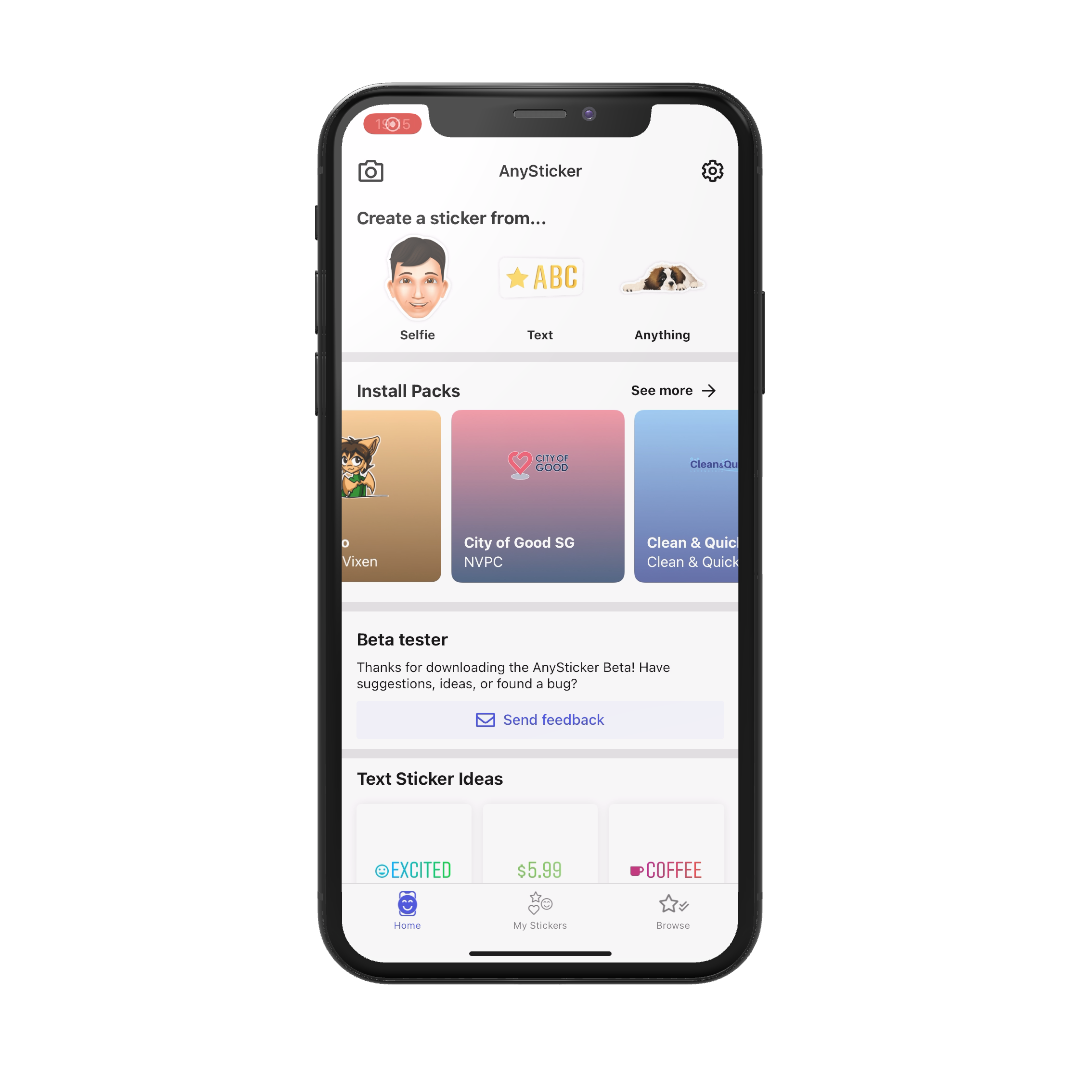 AnySticker
Create a sticker from...
ABC
Selfie
Text
Anything
Install Packs
See more
CITY OF
GOOD
Clean&Qu
o
City of Good SG
Clean & Quic
Vixen
NVPC
Clean & Quick
Beta tester
Thanks for downloading the AnySticker Beta! Have
suggestions, ideas, or found a bug?
Send feedback
Text Sticker Ideas
EXCITED
$5.99
COFFEE
Home
My Stickers
Browse